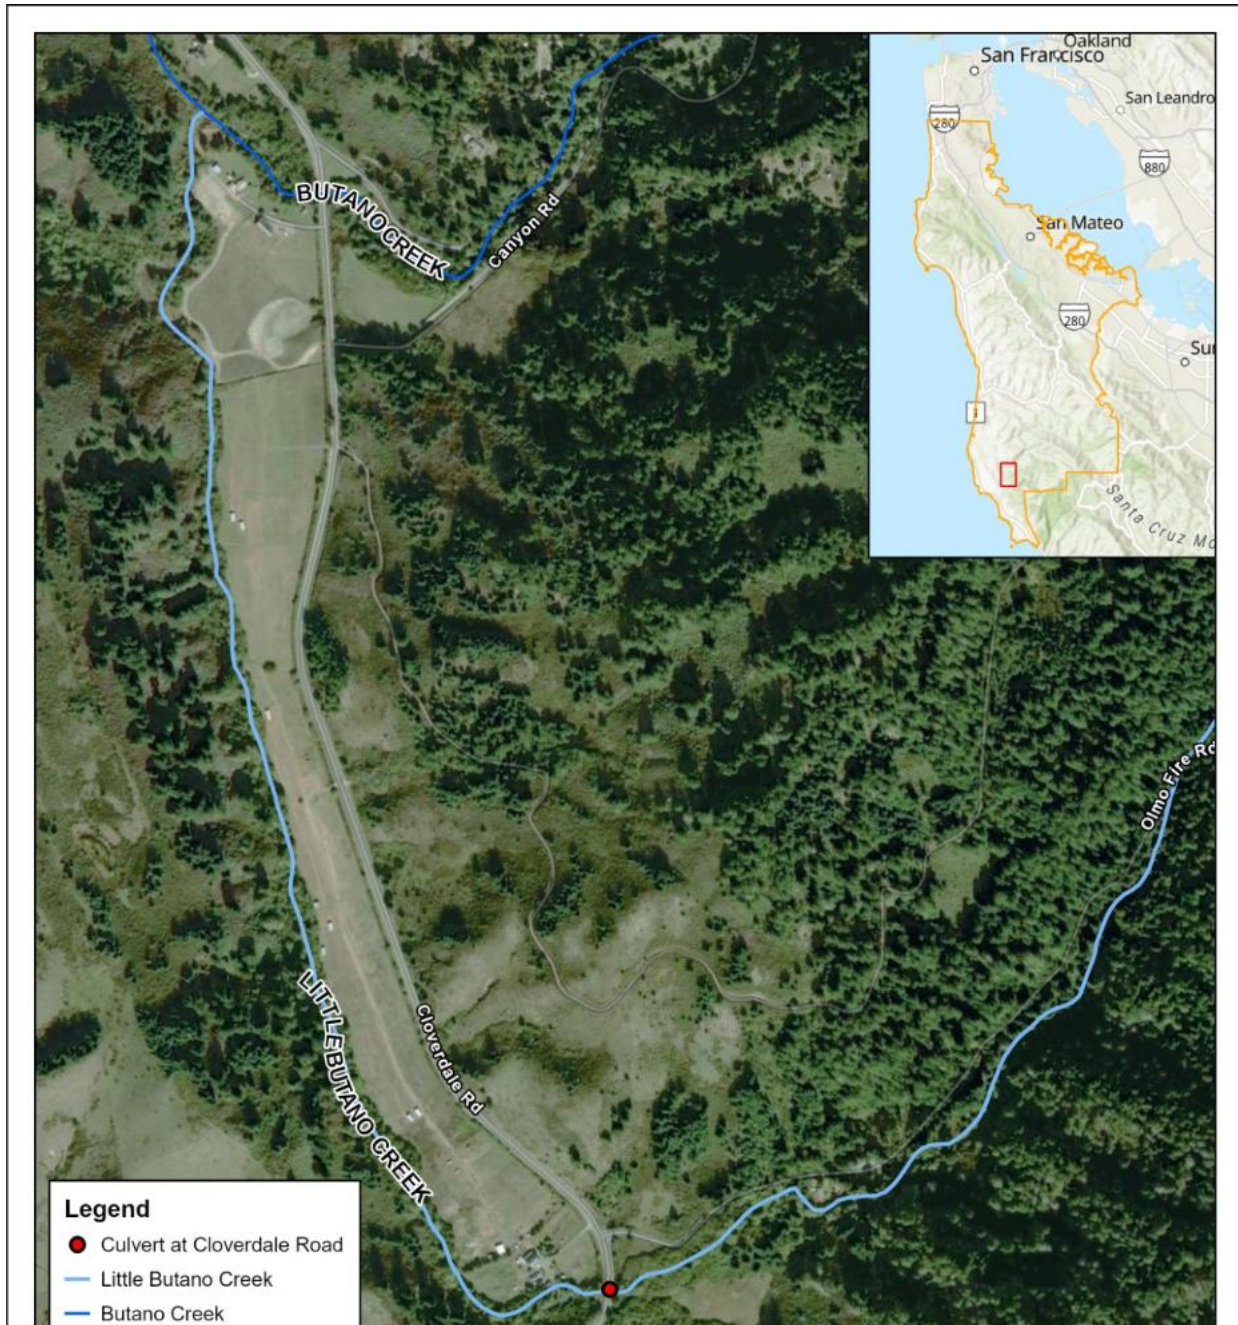 Oakland
San Francisco
San Leandro
280
880
San Mateo
280
Sun
1
Santa Cruz Mo
BUTANO CREEK
Canyon Rd
Olmo Fire Rd
LITTLE BUTANO CREEK
Cloverdale Rd
Legend
Culvert at Cloverdale Road
Little Butano Creek
Butano Creek